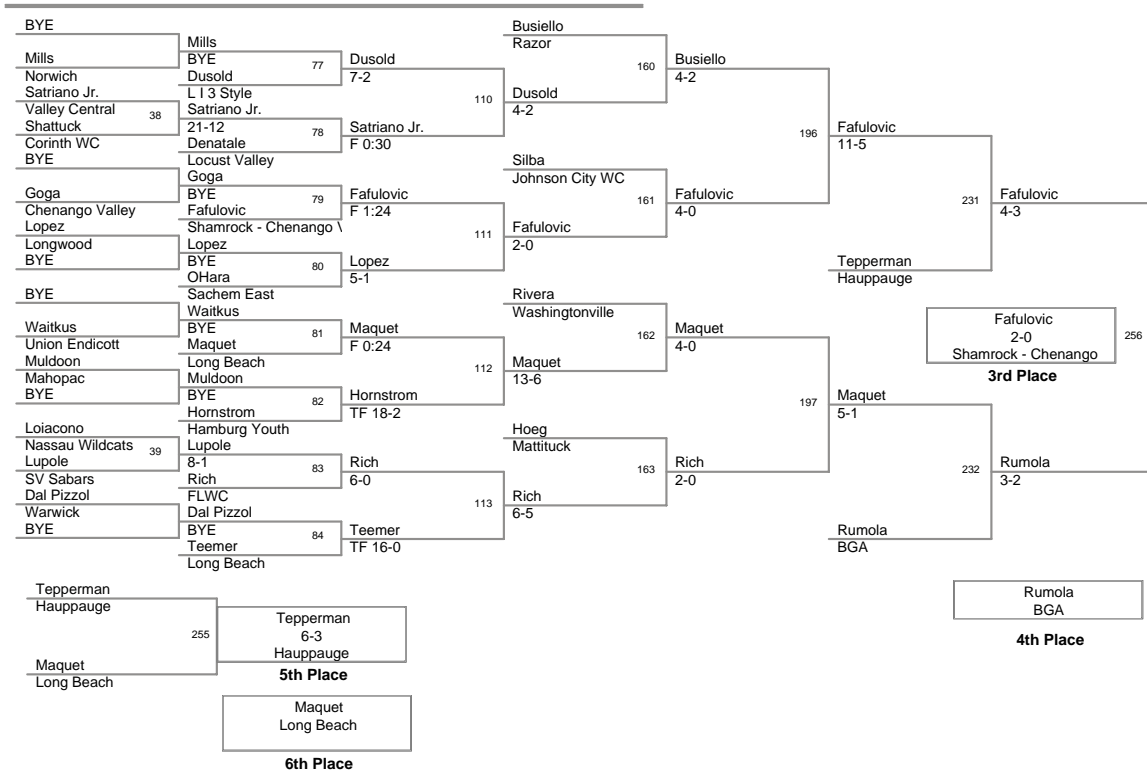 BYE
Mills
Norwich
Satriano Jr.
Valley Central
38
Shattuck
Corinth WC
BYE
Goga
Chenango Valley
Lopez
Longwood
BYE
BYE
Waitkus
Union Endicott
Muldoon
Mahopac
BYE
Loiacono
Nassau Wildcats
39
Lupole
SV Sabars
Dal Pizzol
Warwick
BYE
Mills
BYE
77
Dusold
L I 3 Style
Satriano Jr.
21-12
78
Denatale
Locust Valley
Goga
BYE
79
Fafulovic
Shamrock - Chenango V
Lopez
BYE
80
OHara
Sachem East
Waitkus
BYE
81
Maquet
Long Beach
Muldoon
BYE
82
Hornstrom
Hamburg Youth
Lupole
8-1
83
Rich
FLWC
Dal Pizzol
BYE
84
Teemer
Long Beach
Dusold
7-2
110
Satriano Jr.
F 0:30
Fafulovic
F 1:24
111
Lopez
5-1
Maquet
F 0:24
112
Hornstrom
TF 18-2
Rich
6-0
113
Teemer
TF 16-0
Busiello
Razor
160
Dusold
4-2
Silba
Johnson City WC
161
Fafulovic
2-0
Rivera
Washingtonville
162
Maquet
13-6
Hoeg
Mattituck
163
Rich
6-5
Busiello
4-2
196
Fafulovic
4-0
Maquet
4-0
197
Rich
2-0
Fafulovic
11-5
231
Tepperman
Hauppauge
Maquet
5-1
232
Rumola
BGA
Fafulovic
4-3
Rumola
3-2
Fafulovic
2-0
256
Shamrock - Chenango
3rd Place
Rumola
BGA
4th Place
Tepperman
Hauppauge
255
Maquet
Long Beach
Tepperman
6-3
Hauppauge
5th Place
Maquet
Long Beach
6th Place